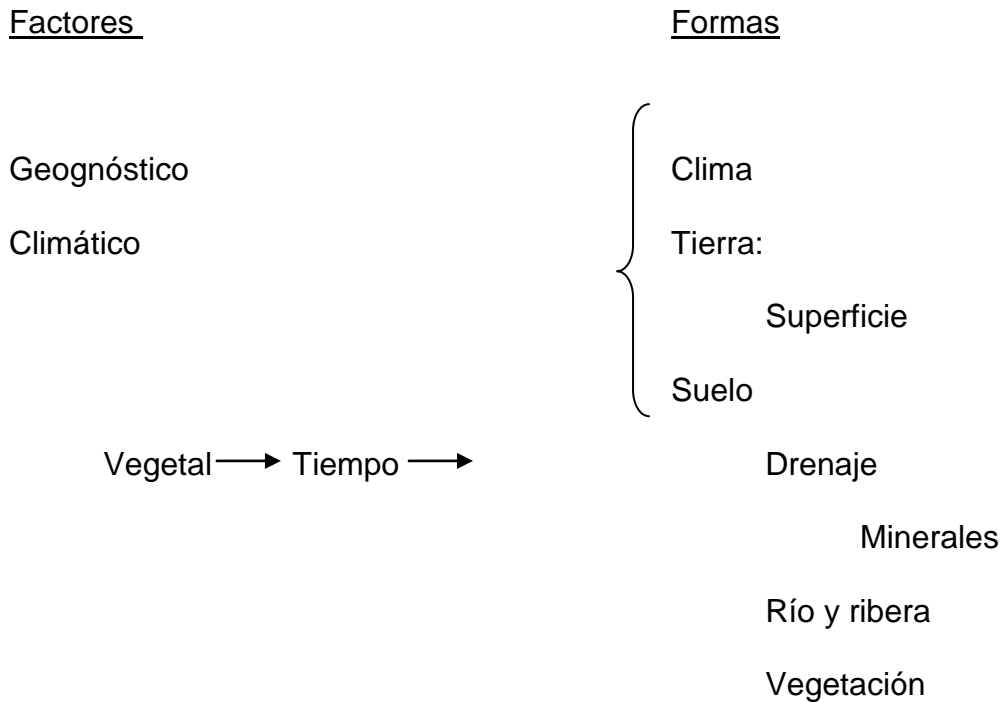 Factores Formas
Geognóstico Clima
Climático Tierra:
Superficie
Suelo
Vegetal Tiempo Drenaje
Minerales
Río y ribera
Vegetación